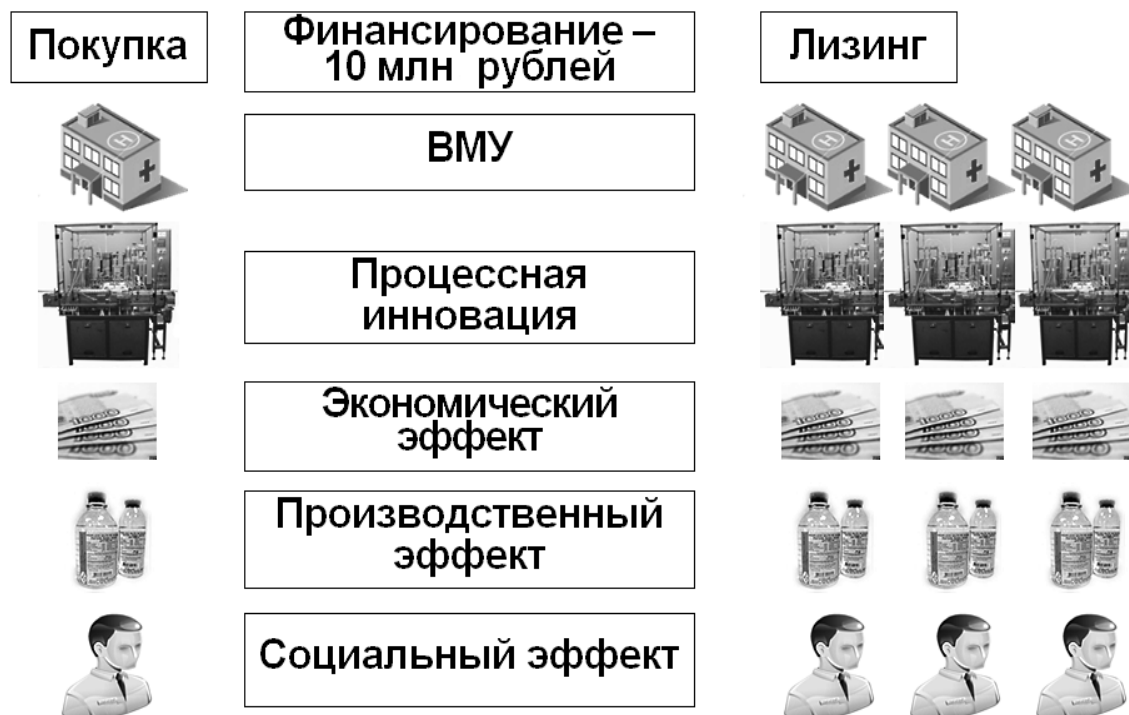 Покупка
Финансирование –
10 млн рублей
Лизинг
ВМУ
Процессная
инновация
Экономический
эффект
Производственный
эффект
Социальный эффект